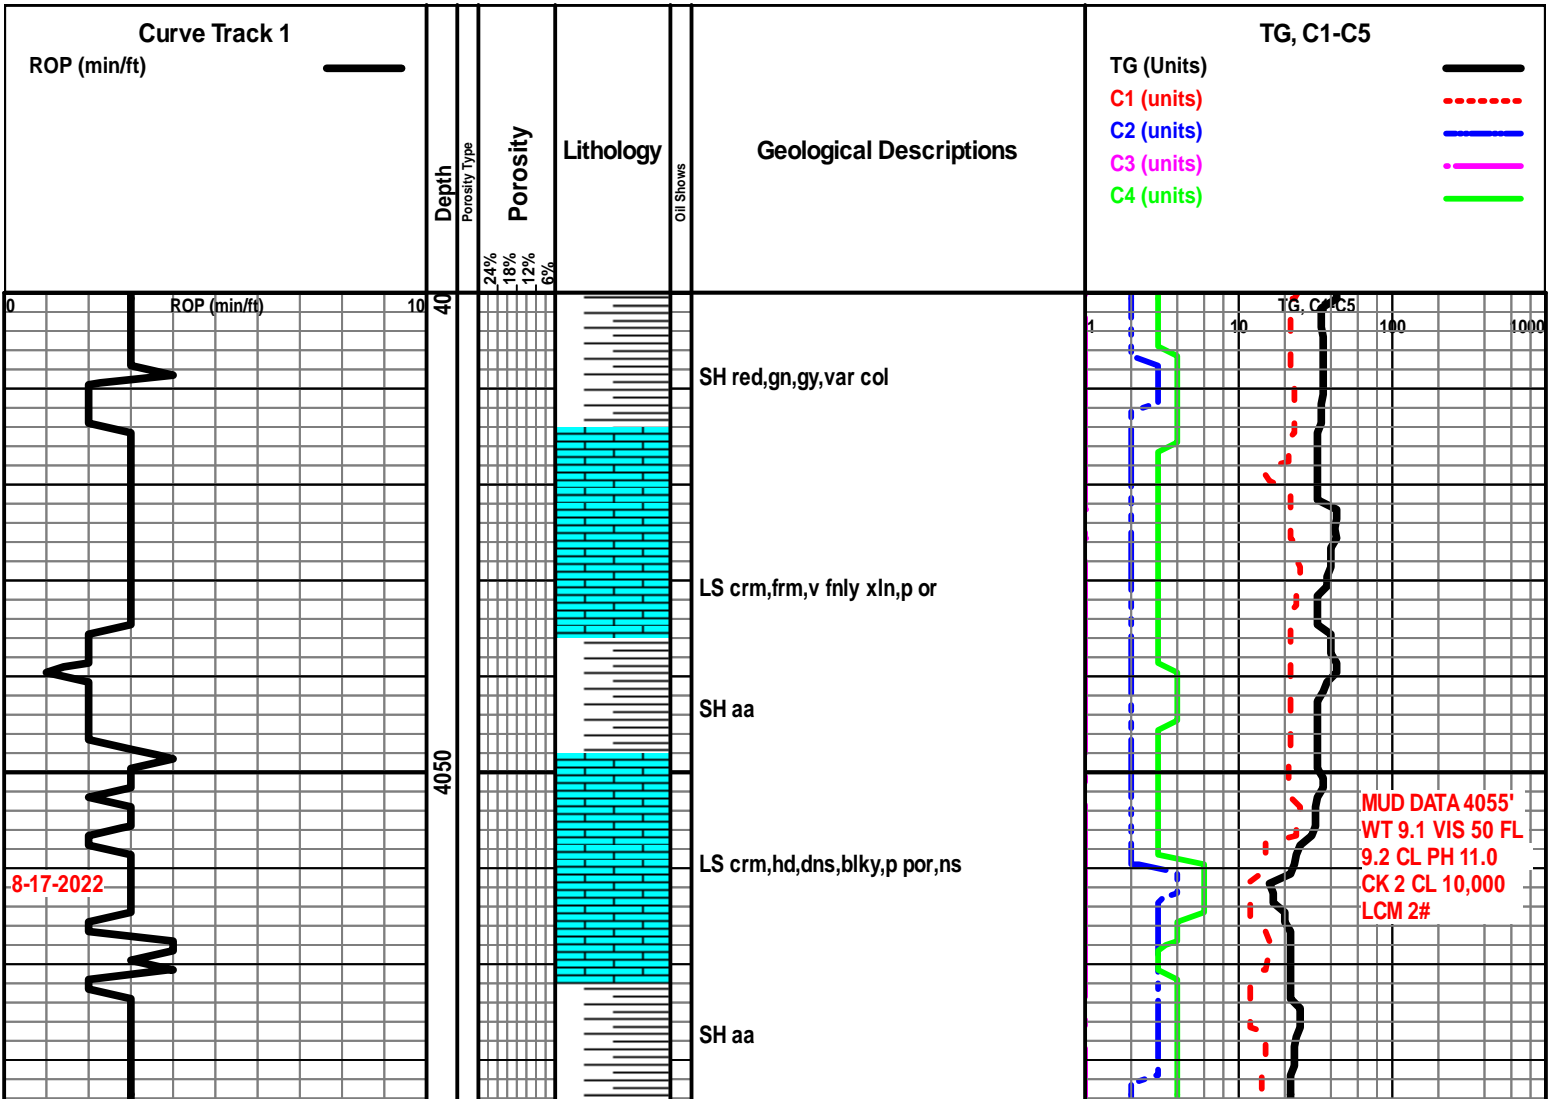 Curve Track 1
ROP (min/ft)
Depth
Porosity Type
Porosity
24%
18%
12%
6%
Lithology
Oil Shows
Geological Descriptions
TG, C1-C5
TG (Units)
C1 (units)
C2 (units)
C3 (units)
C4 (units)
0 ROP (min/ft) 10
40
TG, C1-C5
1 10 100 1000
SH red,gn,gy,var col
LS crm,frm,v fnly xln,p or
SH aa
4050
MUD DATA 4055'
WT 9.1 VIS 50 FL
9.2 CL PH 11.0
CK 2 CL 10,000
LCM 2#
LS crm,hd,dns,blky,p por,ns
8-17-2022
SH aa